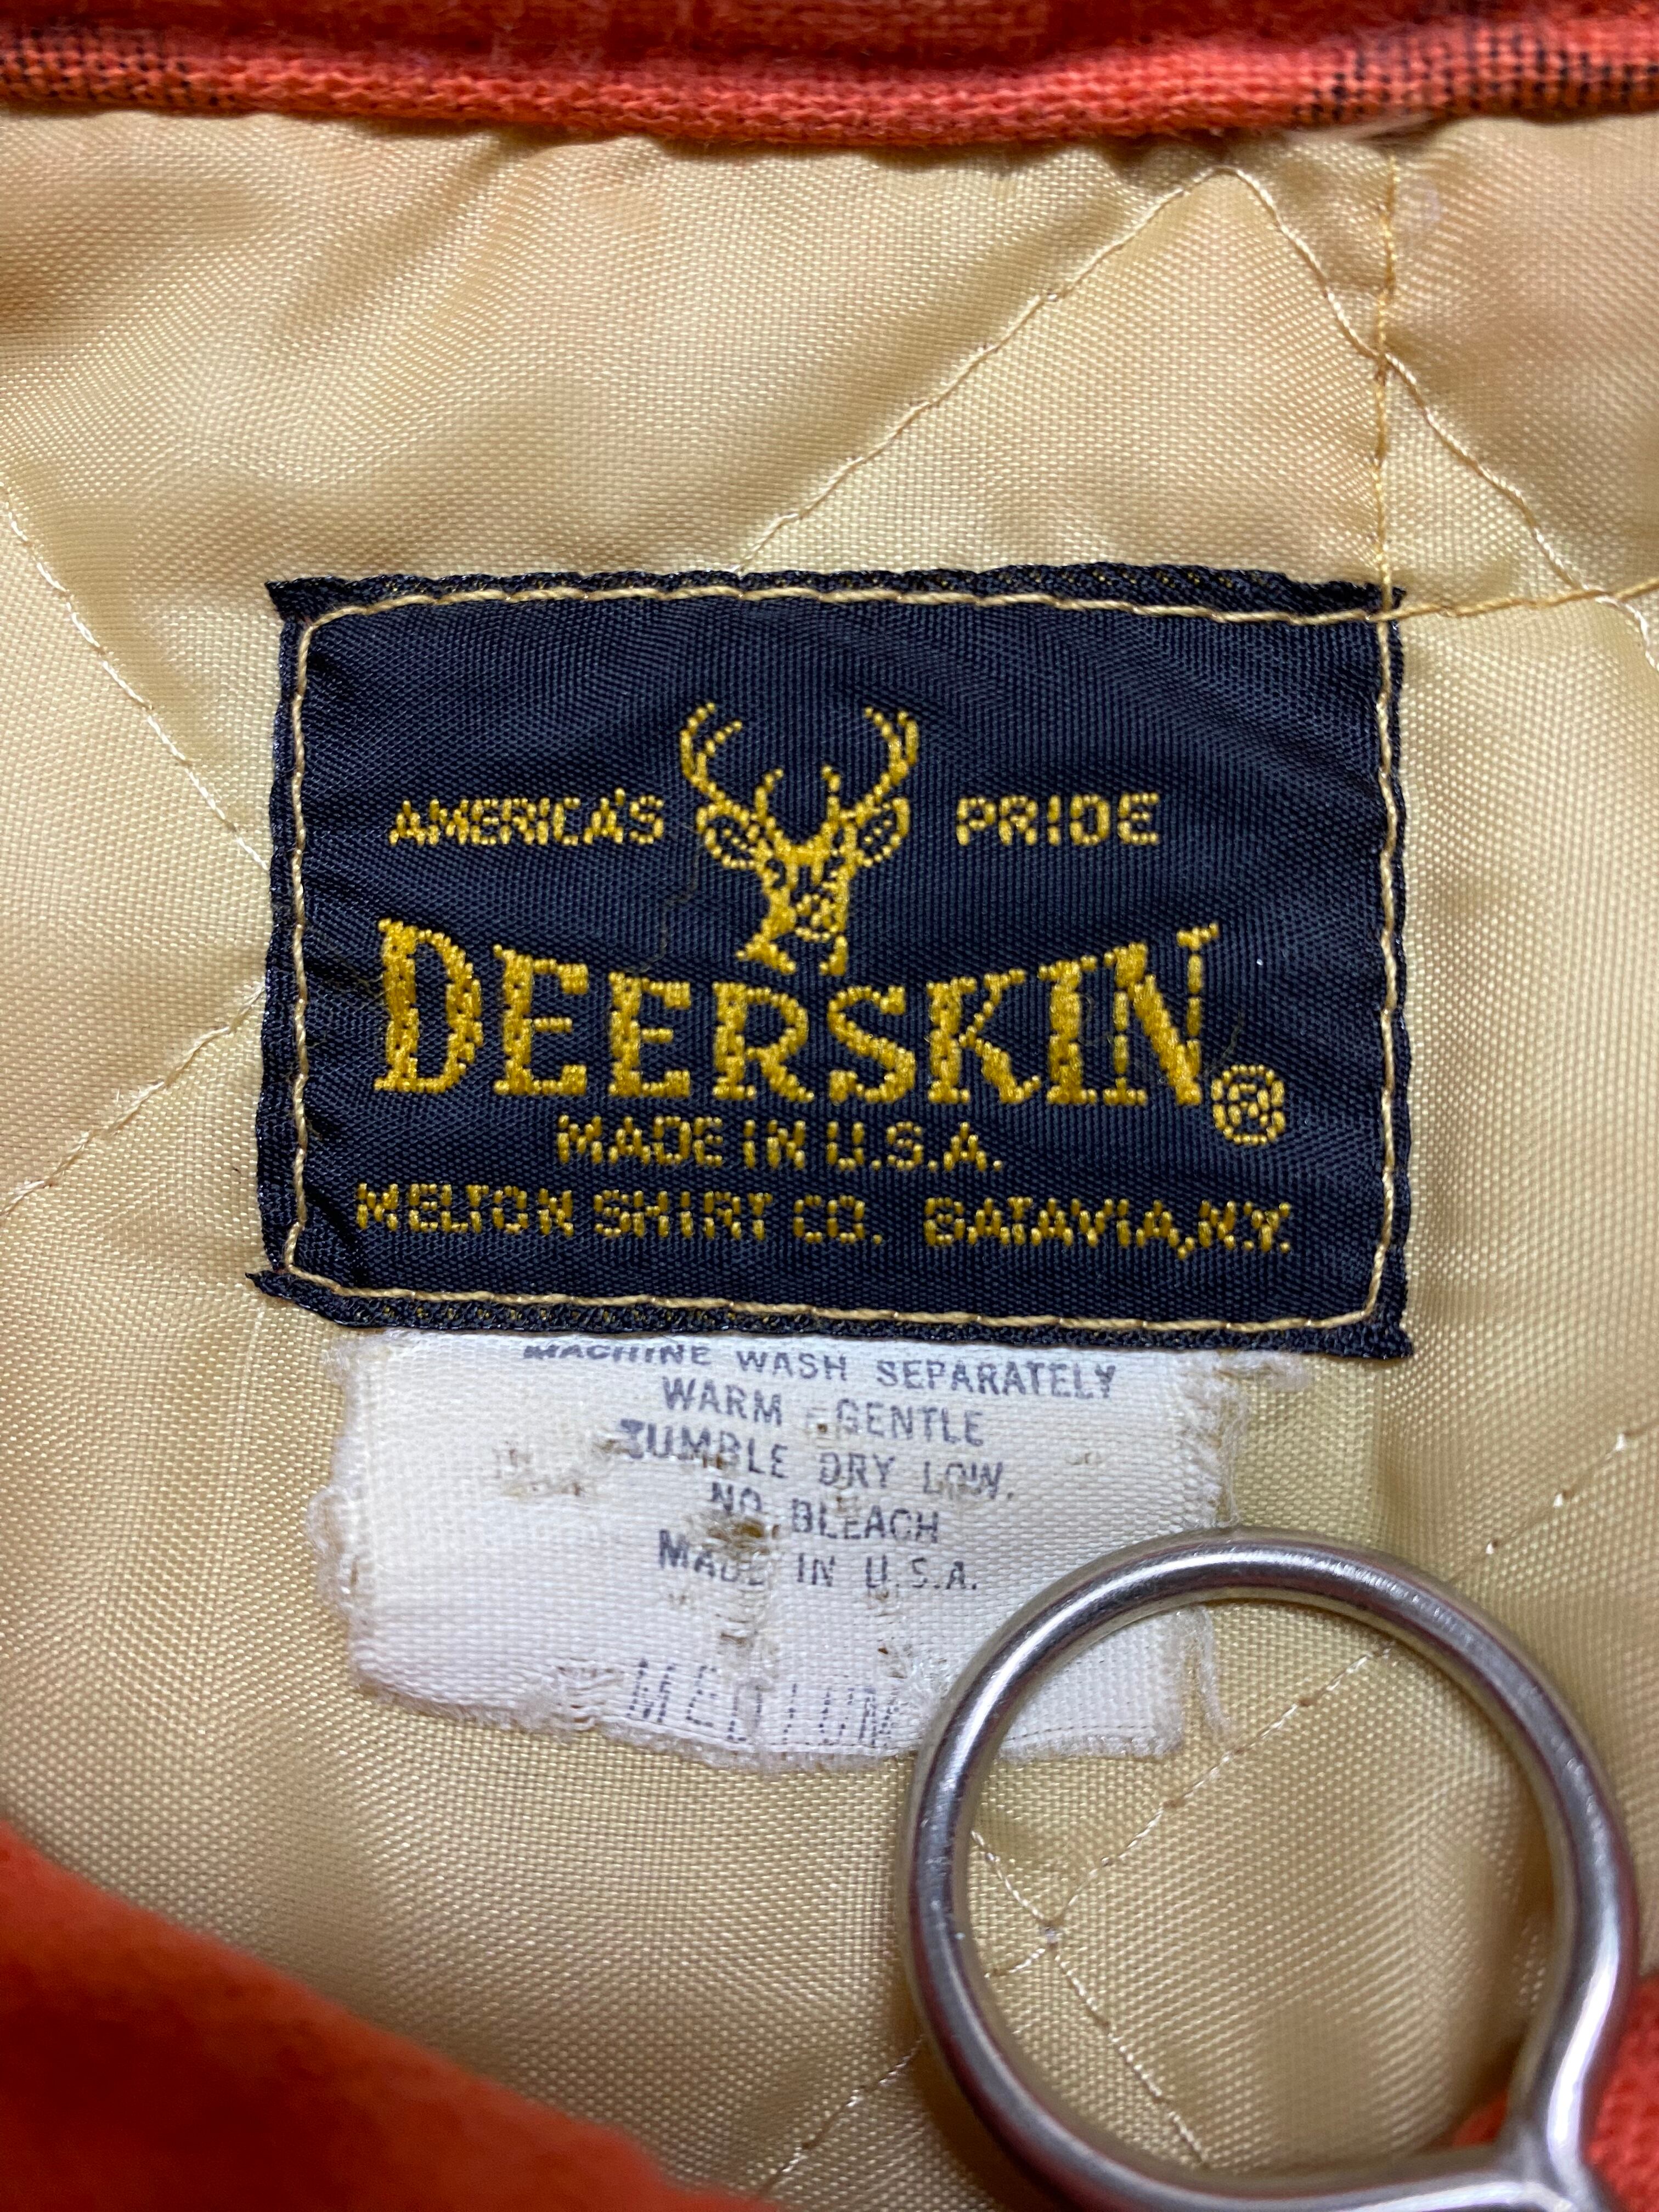 AMERICA'S PRIDE
DEERSKIN®
MADE IN U.S.A.
MELTON SHIRT CO. BATAVIA, N.Y.
MACHINE WASH SEPARATELY
WARM - GENTLE
TUMBLE DRY LOW.
NO BLEACH
MADE IN U.S.A.
MEDIUM